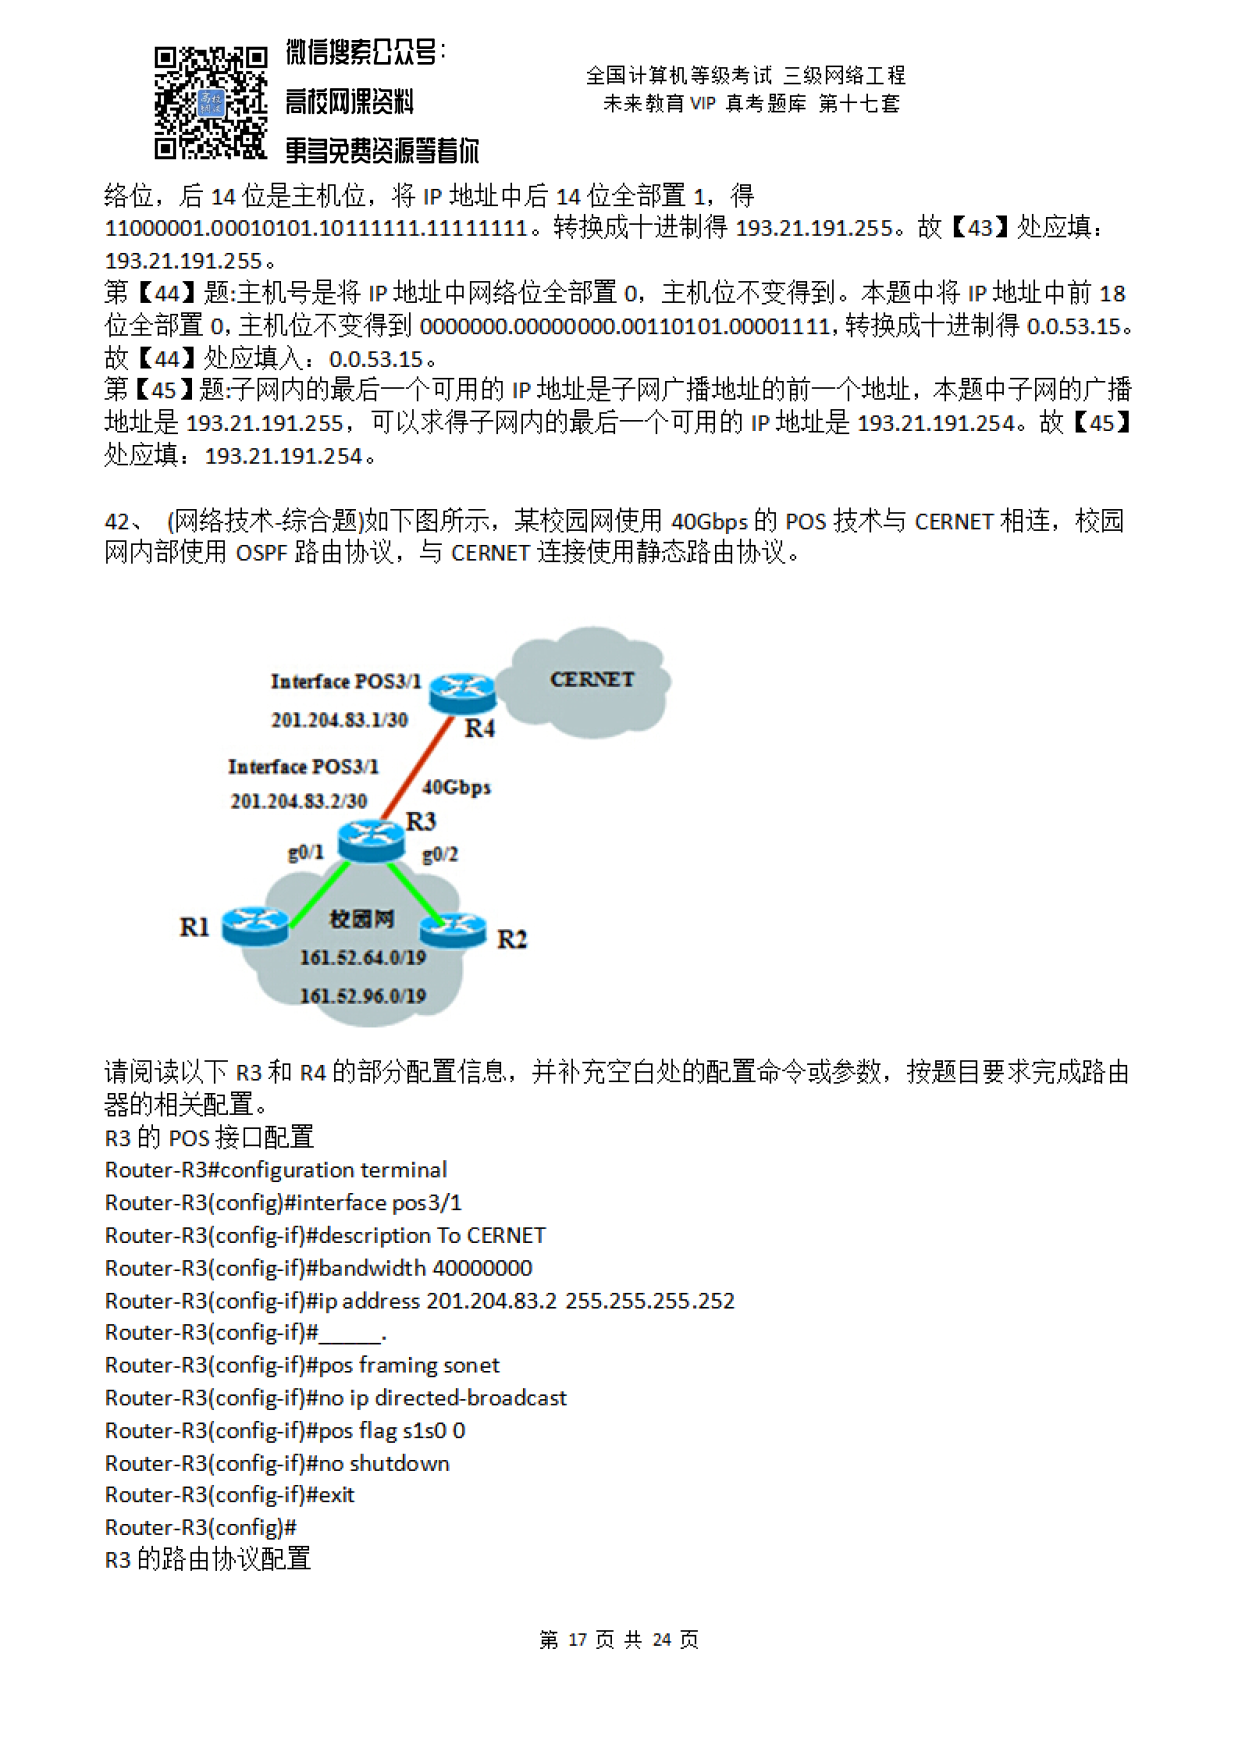 微信搜索公众号：
高校网课资料
更多免费资源等着你
全国计算机等级考试 三级网络工程
未来教育 VIP 真考题库 第十七套
络位，后 14 位是主机位，将 IP 地址中后 14 位全部置 1，得
11000001.00010101.10111111.11111111。转换成十进制得 193.21.191.255。故【43】处应填：
193.21.191.255。
第【44】题:主机号是将 IP 地址中网络位全部置 0，主机位不变得到。本题中将 IP 地址中前 18
位全部置 0，主机位不变得到 0000000.00000000.00110101.00001111，转换成十进制得 0.0.53.15。
故【44】处应填入：0.0.53.15。
第【45】题:子网内的最后一个可用的 IP 地址是子网广播地址的前一个地址，本题中子网的广播
地址是 193.21.191.255，可以求得子网内的最后一个可用的 IP 地址是 193.21.191.254。故【45】
处应填：193.21.191.254。
42、 (网络技术-综合题)如下图所示，某校园网使用 40Gbps 的 POS 技术与 CERNET 相连，校园
网内部使用 OSPF 路由协议，与 CERNET 连接使用静态路由协议。
CERNET
Interface POS3/1
201.204.83.1/30
R4
Interface POS3/1
201.204.83.2/30
40Gbps
R3
g0/1
g0/2
R1
校园网
R2
161.52.64.0/19
161.52.96.0/19
请阅读以下 R3 和 R4 的部分配置信息，并补充空白处的配置命令或参数，按题目要求完成路由
器的相关配置。
R3 的 POS 接口配置
Router-R3#configuration terminal
Router-R3(config)#interface pos3/1
Router-R3(config-if)#description To CERNET
Router-R3(config-if)#bandwidth 40000000
Router-R3(config-if)#ip address 201.204.83.2 255.255.255.252
Router-R3(config-if)#_____.
Router-R3(config-if)#pos framing sonet
Router-R3(config-if)#no ip directed-broadcast
Router-R3(config-if)#pos flag s1s0 0
Router-R3(config-if)#no shutdown
Router-R3(config-if)#exit
Router-R3(config)#
R3 的路由协议配置
第 17 页 共 24 页